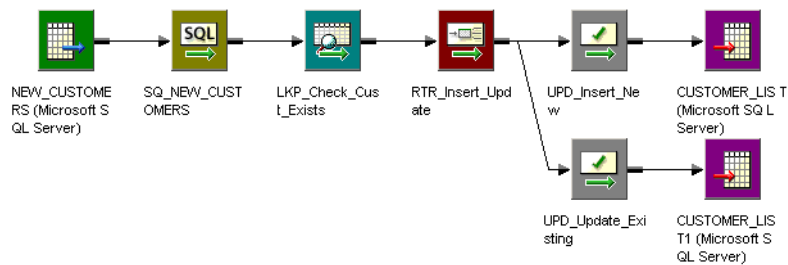 SQL
NEW_CUSTOME
RS (Microsoft S
QL Server)
SQ_NEW_CUST
OMERS
LKP_Check_Cus
t_Exists
RTR_Insert_Upd
ate
UPD_Insert_Ne
w
CUSTOMER_LIS T
(Microsoft SQ L
Server)
UPD_Update_Exi
sting
CUSTOMER_LIS
T1 (Microsoft S
QL Server)